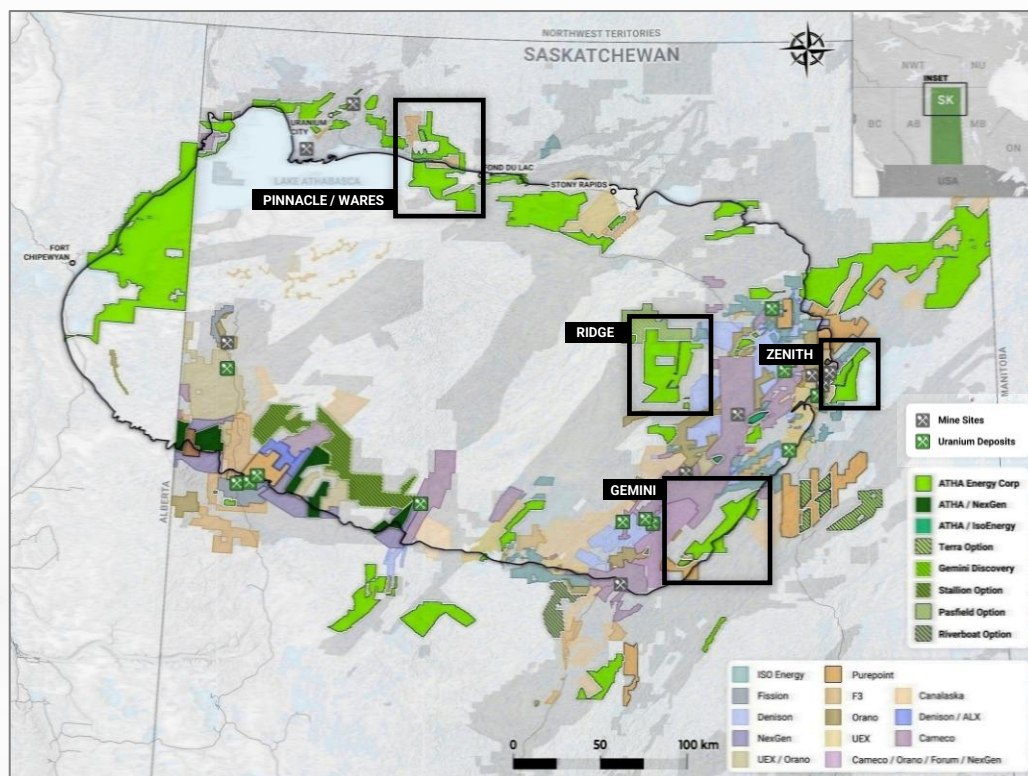 NORTHWEST TERITORIES
SASKATCHEWAN
NWT
NU
INSET
SK
BC
AB
MB
ON
USA
URANIUM
CITY
LAKE ATHABASCA
FOND DU LAC
STONY RAPIDS
PINNACLE / WARES
FORT
CHIPEWYAN
RIDGE
ZENITH
MANITOBA
GEMINI
ALBERTA
Mine Sites
Uranium Deposits
ATHA Energy Corp
ATHA / NexGen
ATHA / IsoEnergy
Terra Option
Gemini Discovery
Stallion Option
Pasfield Option
Riverboat Option
ISO Energy
Purepoint
Fission
F3
Canalaska
Denison
Orano
Denison / ALX
NexGen
UEX
Cameco
UEX / Orano
Cameco / Orano / Forum / NexGen
0 50 100 km